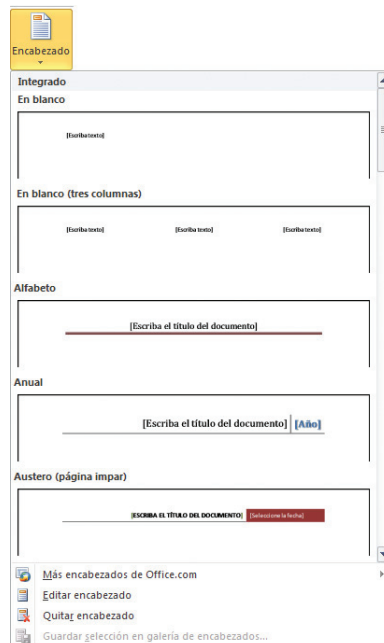 Encabezado
Integrado
En blanco
[Escriba texto]
En blanco (tres columnas)
[Escriba texto] [Escriba texto] [Escriba texto]
Alfabeto
[Escriba el título del documento]
Anual
[Escriba el título del documento] [Año]
Austero (página impar)
[ESCRIBA EL TÍTULO DEL DOCUMENTO] [Seleccione la fecha]
Más encabezados de Office.com
Editar encabezado
Quitar encabezado
Guardar selección en galería de encabezados...